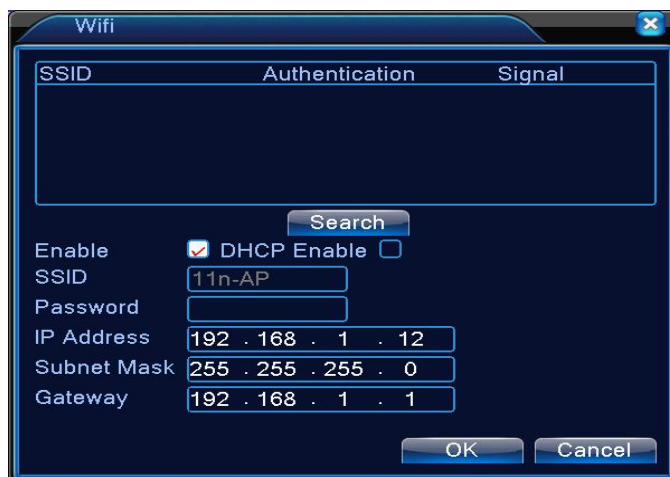 Wifi
SSID Authentication Signal
Search
Enable DHCP Enable
SSID 11n-AP
Password
IP Address 192 . 168 . 1 . 12
Subnet Mask 255 . 255 . 255 . 0
Gateway 192 . 168 . 1 . 1
OK Cancel